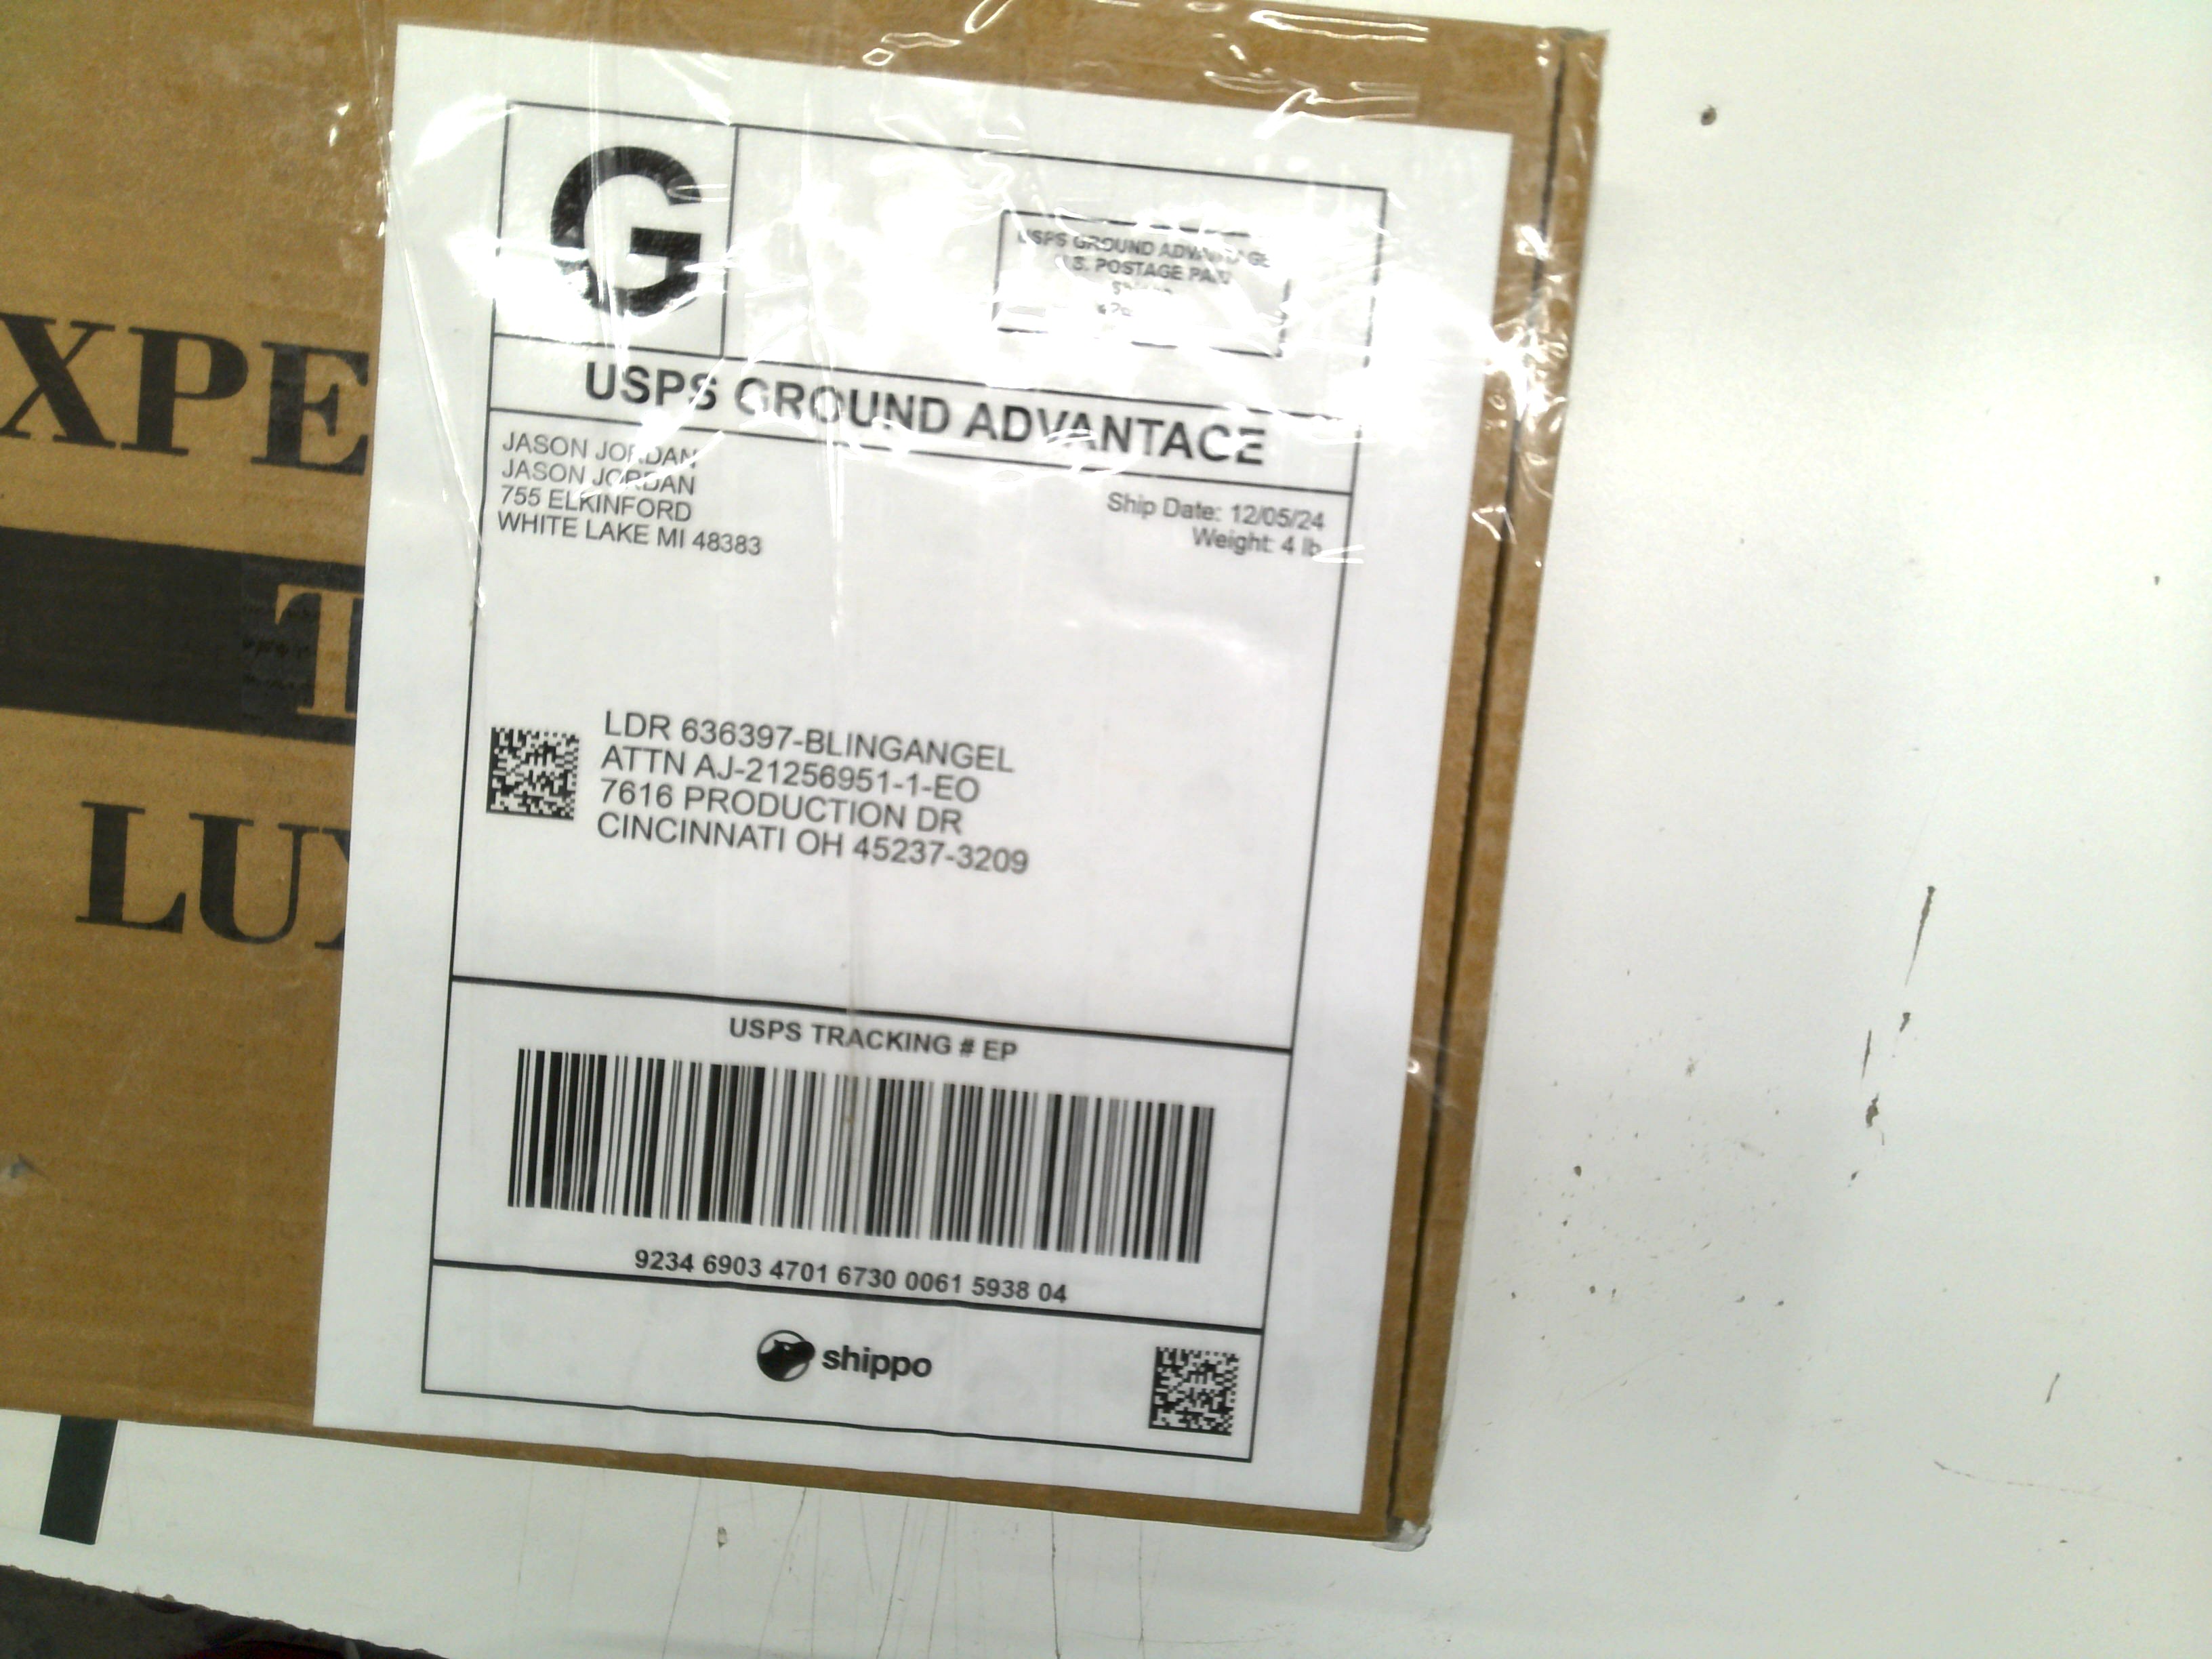 G
USPS GROUND ADVANTAGE
U.S. POSTAGE PAID
USPS GROUND ADVANTAGE
JASON JORDAN
JASON JORDAN
755 ELKINFORD
WHITE LAKE MI 48383
Ship Date: 12/05/24
Weight: 4 lb
LDR 636397-BLINGANGEL
ATTN AJ-21256951-1-EO
7616 PRODUCTION DR
CINCINNATI OH 45237-3209
USPS TRACKING # EP
9234 6903 4701 6730 0061 5938 04
shippo
XPE
T
LUX